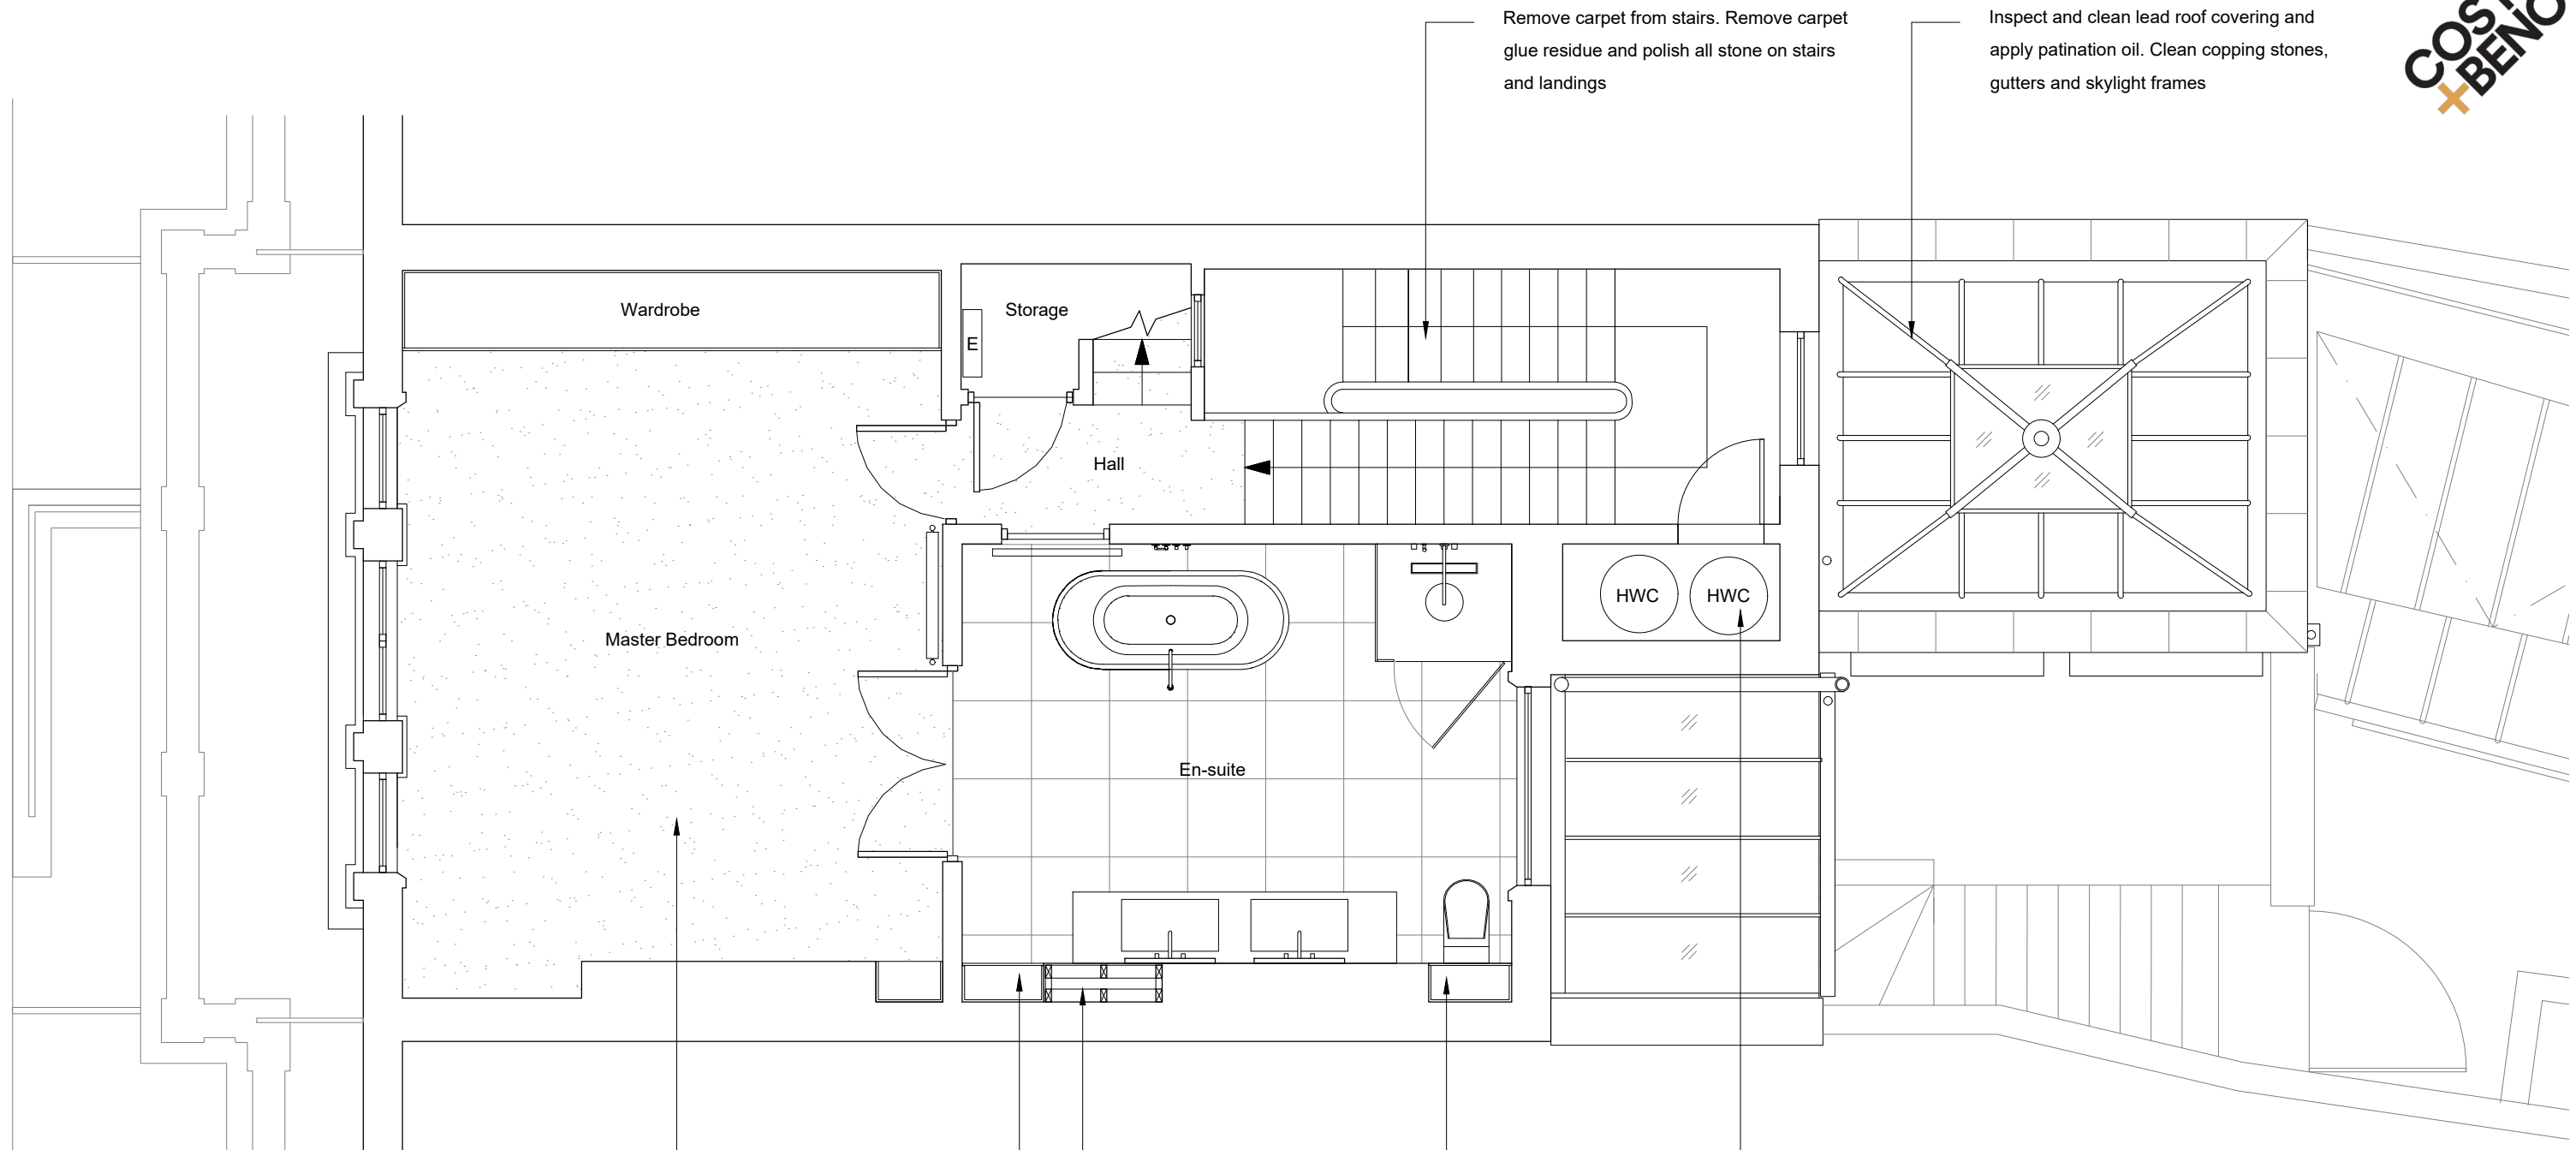 Remove carpet from stairs. Remove carpet
glue residue and polish all stone on stairs
and landings
Inspect and clean lead roof covering and
apply patination oil. Clean copping stones,
gutters and skylight frames
Wardrobe
Storage
E
Hall
HWC
HWC
Master Bedroom
En-suite